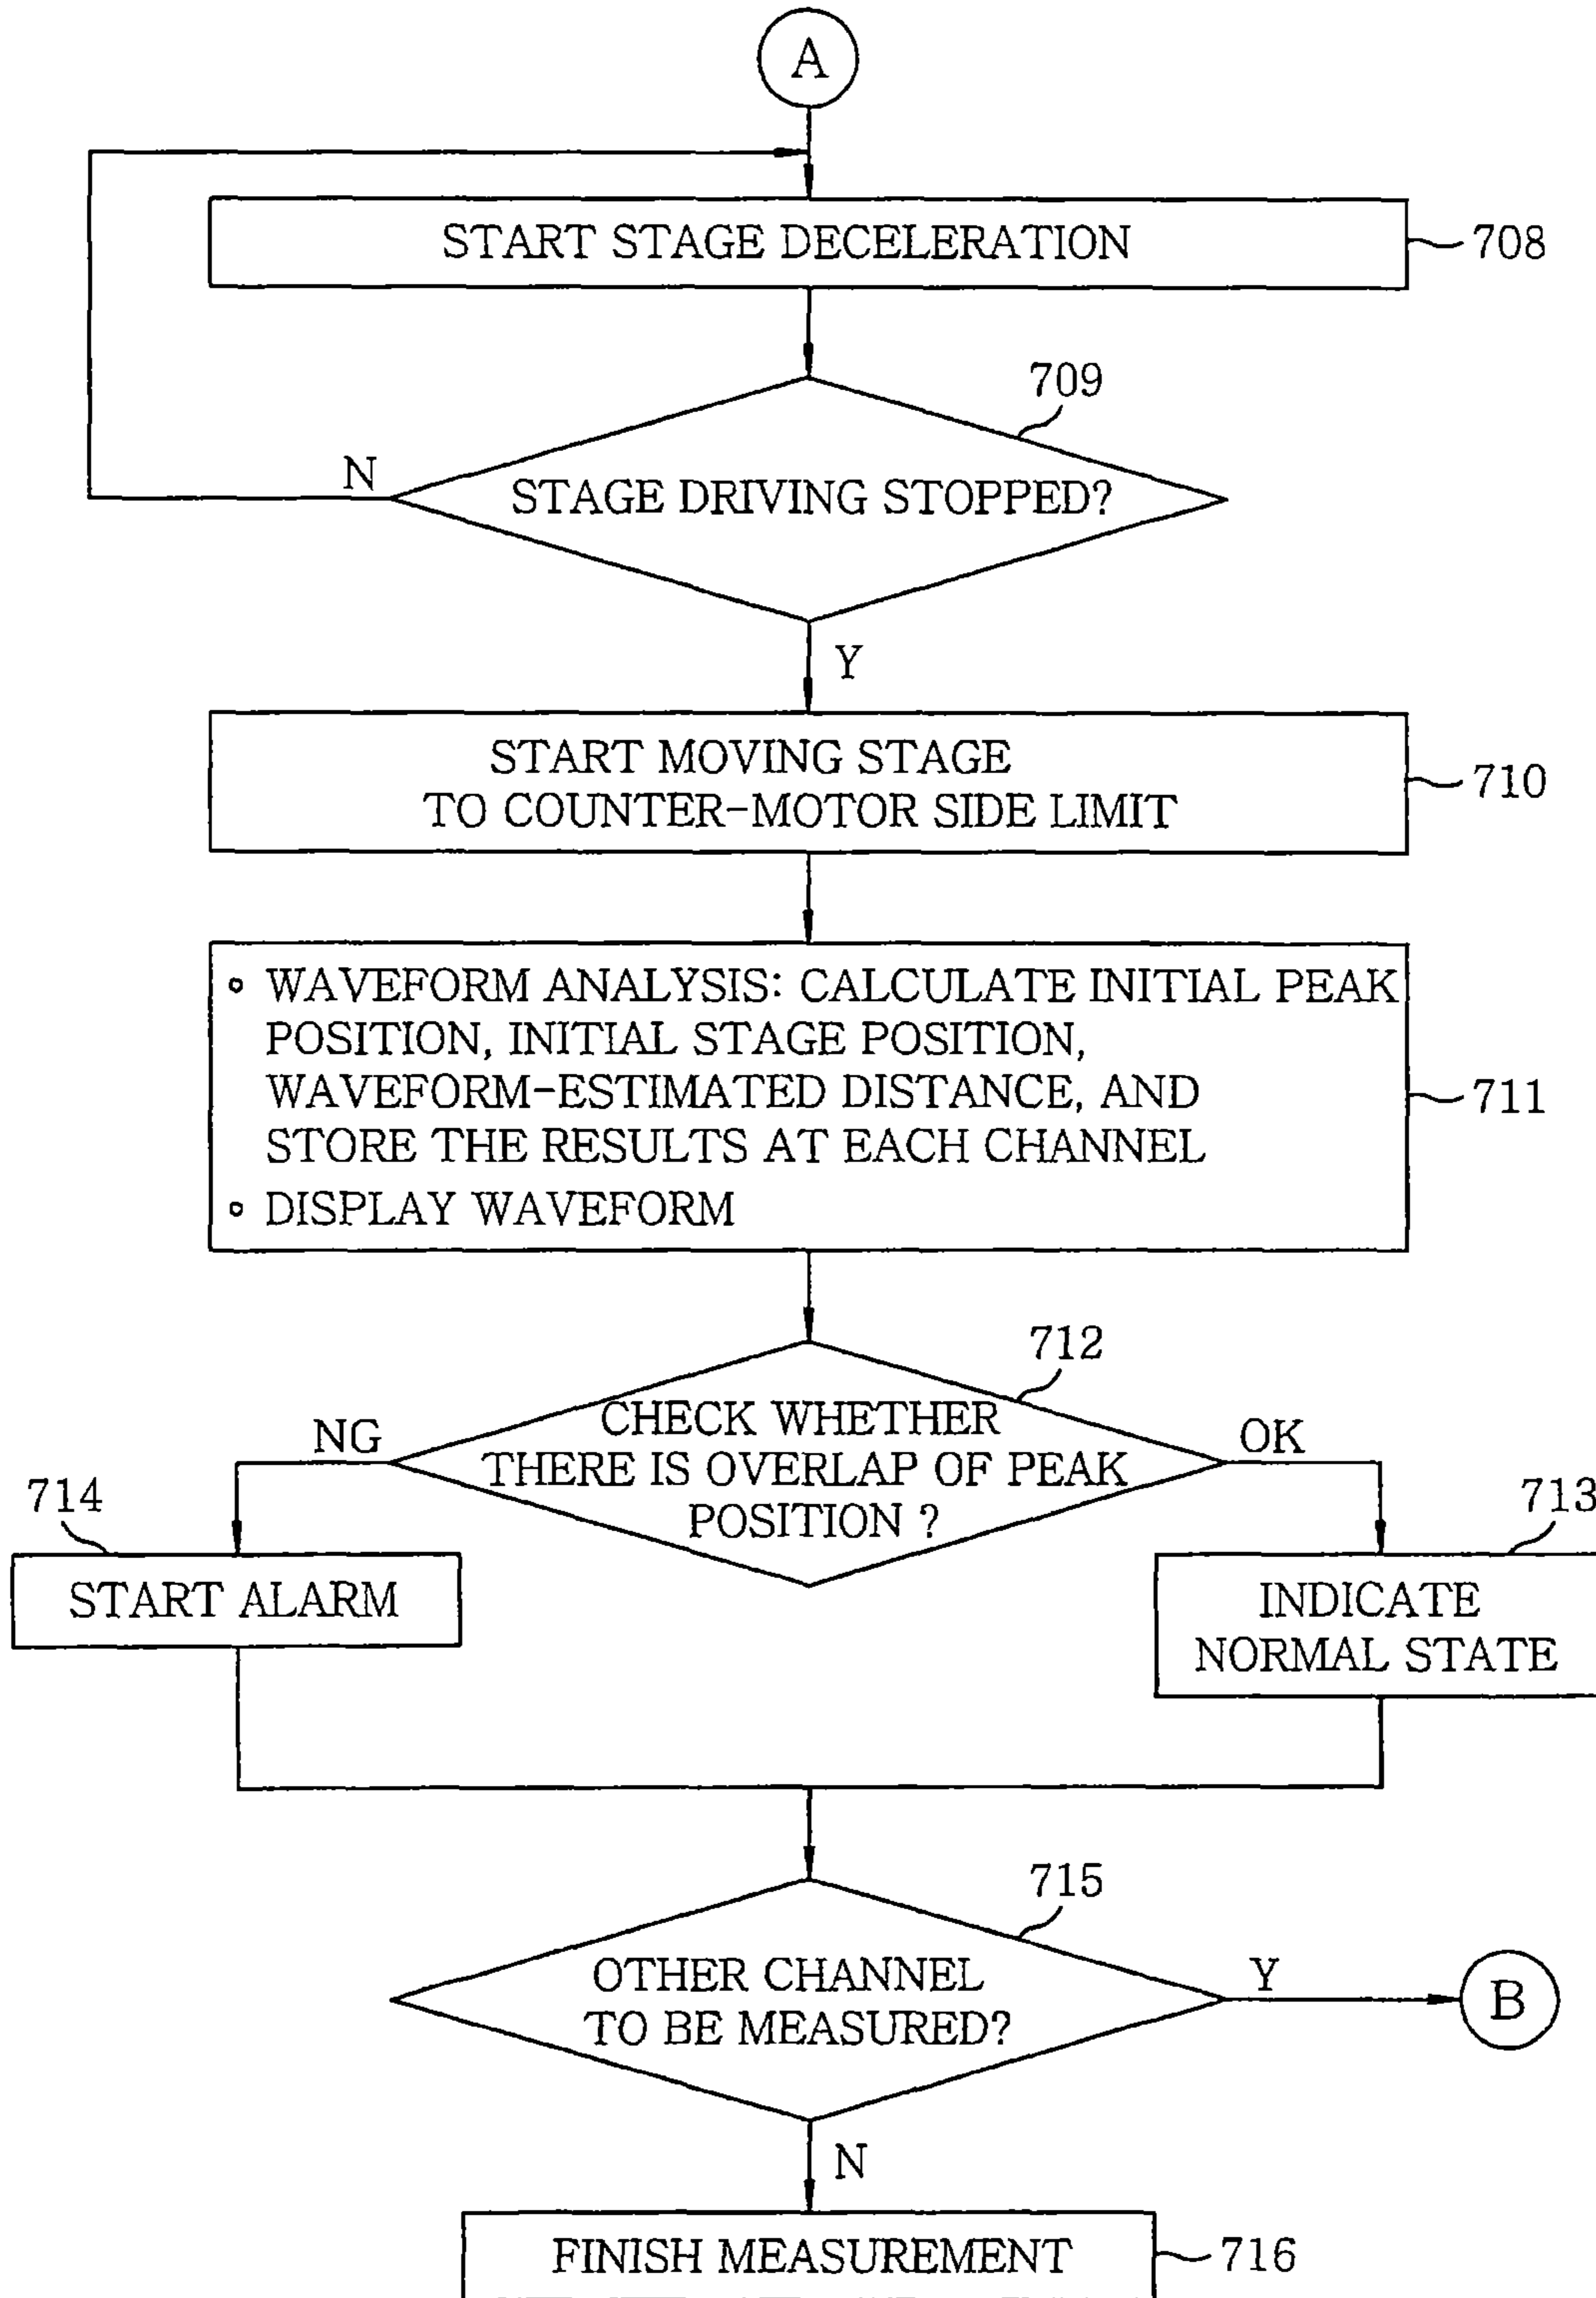 A
START STAGE DECELERATION
708
709
N
STAGE DRIVING STOPPED?
Y
START MOVING STAGE
TO COUNTER-MOTOR SIDE LIMIT
710
∘ WAVEFORM ANALYSIS: CALCULATE INITIAL PEAK
POSITION, INITIAL STAGE POSITION,
WAVEFORM-ESTIMATED DISTANCE, AND
STORE THE RESULTS AT EACH CHANNEL
∘ DISPLAY WAVEFORM
711
712
NG
CHECK WHETHER
THERE IS OVERLAP OF PEAK
POSITION ?
OK
714
START ALARM
713
INDICATE
NORMAL STATE
715
OTHER CHANNEL
TO BE MEASURED?
Y
B
N
FINISH MEASUREMENT
716